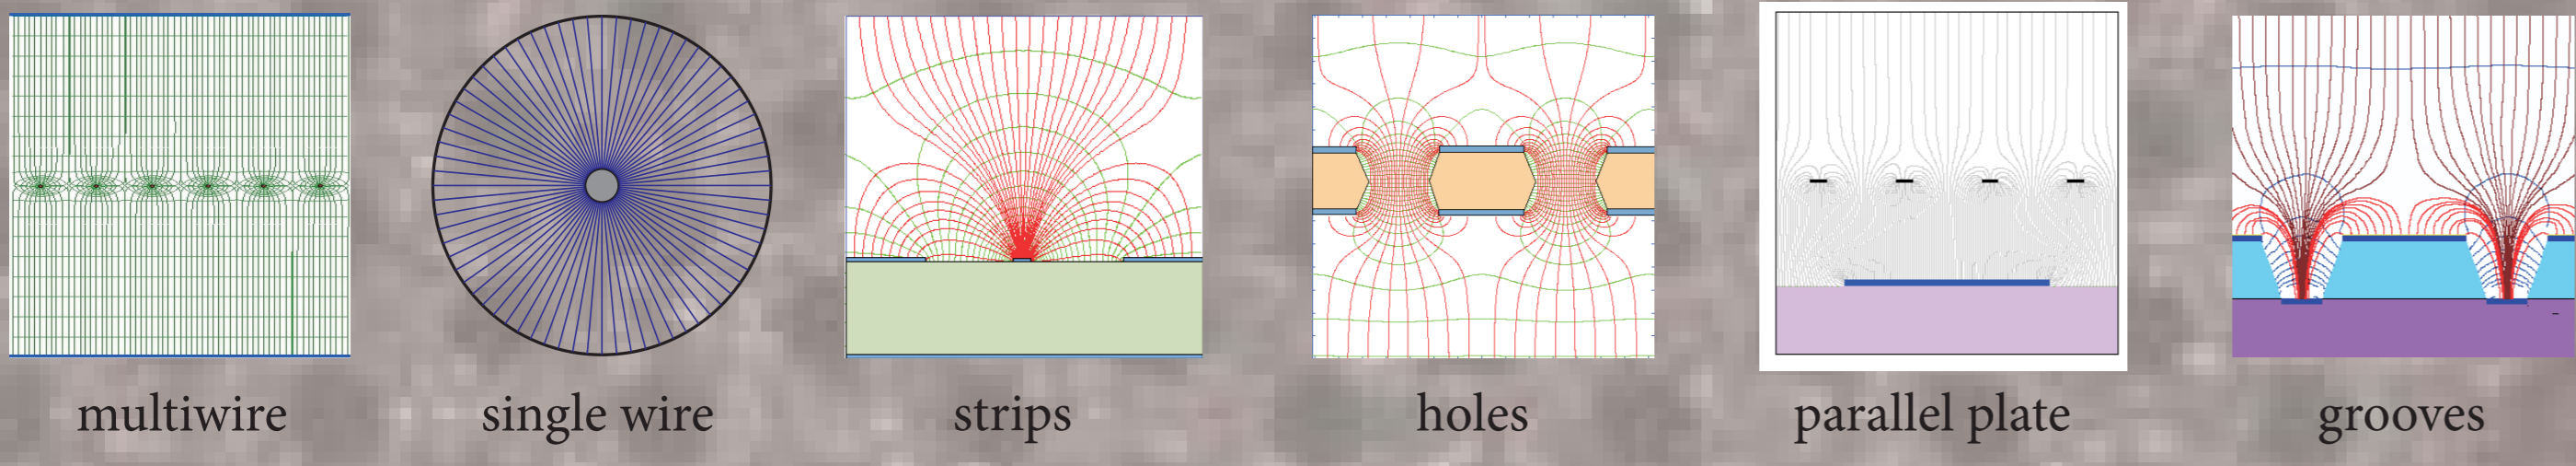 multiwire
single wire
strips
holes
parallel plate
grooves